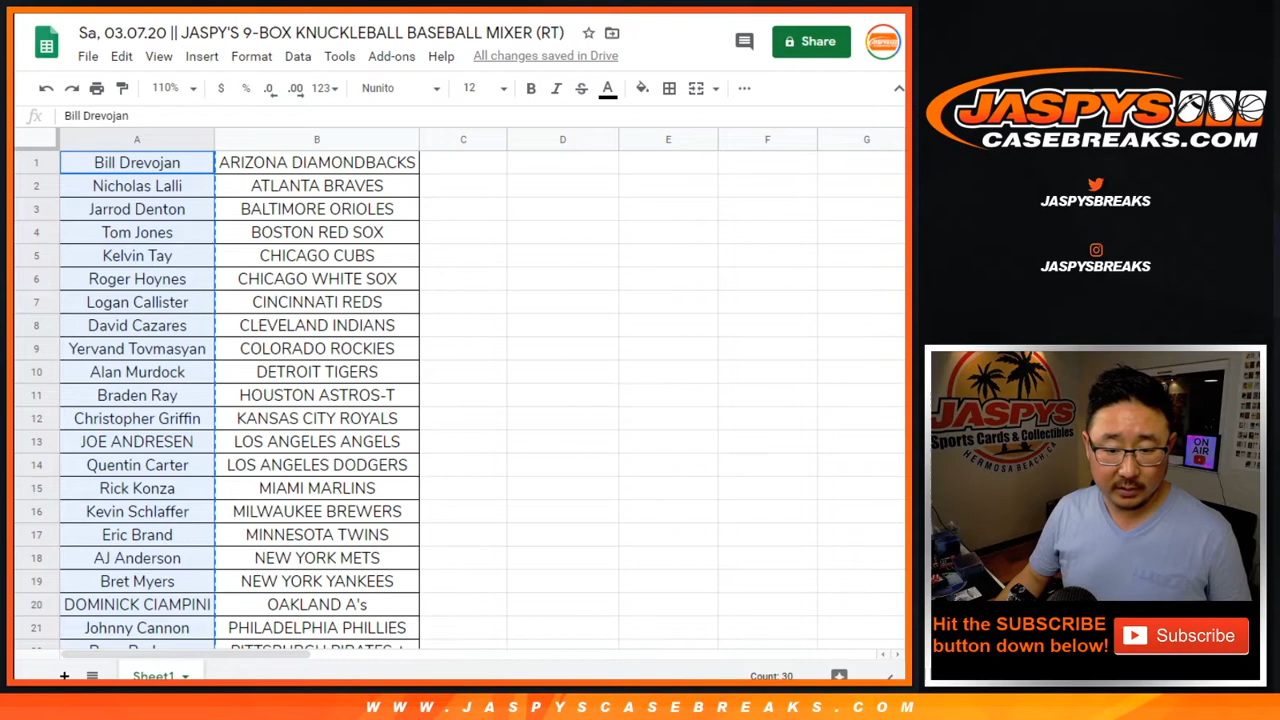 Sa, 03.07.20 || JASPY'S 9-BOX KNUCKLEBALL BASEBALL MIXER (RT)
File Edit View Insert Format Data Tools Add-ons Help All changes saved in Drive
Share
110% $ % .0 .00 123 Nunito 12 B I S A
fx Bill Drevojan
A B C D E F G
1 Bill Drevojan ARIZONA DIAMONDBACKS
2 Nicholas Lalli ATLANTA BRAVES
3 Jarrod Denton BALTIMORE ORIOLES
4 Tom Jones BOSTON RED SOX
5 Kelvin Tay CHICAGO CUBS
6 Roger Hoynes CHICAGO WHITE SOX
7 Logan Callister CINCINNATI REDS
8 David Cazares CLEVELAND INDIANS
9 Yervand Tovmasyan COLORADO ROCKIES
10 Alan Murdock DETROIT TIGERS
11 Braden Ray HOUSTON ASTROS-T
12 Christopher Griffin KANSAS CITY ROYALS
13 JOE ANDRESEN LOS ANGELES ANGELS
14 Quentin Carter LOS ANGELES DODGERS
15 Rick Konza MIAMI MARLINS
16 Kevin Schlaffer MILWAUKEE BREWERS
17 Eric Brand MINNESOTA TWINS
18 AJ Anderson NEW YORK METS
19 Bret Myers NEW YORK YANKEES
20 DOMINICK CIAMPINI OAKLAND A's
21 Johnny Cannon PHILADELPHIA PHILLIES
Sheet1
Count: 30
JASPYS
CASEBREAKS.COM
JASPYSBREAKS
JASPYSBREAKS
JASPYS
Sports Cards & Collectibles
HERMOSA BEACH, CA
ON AIR
Hit the SUBSCRIBE
button down below!
Subscribe
WWW.JASPYSCASEBREAKS.COM